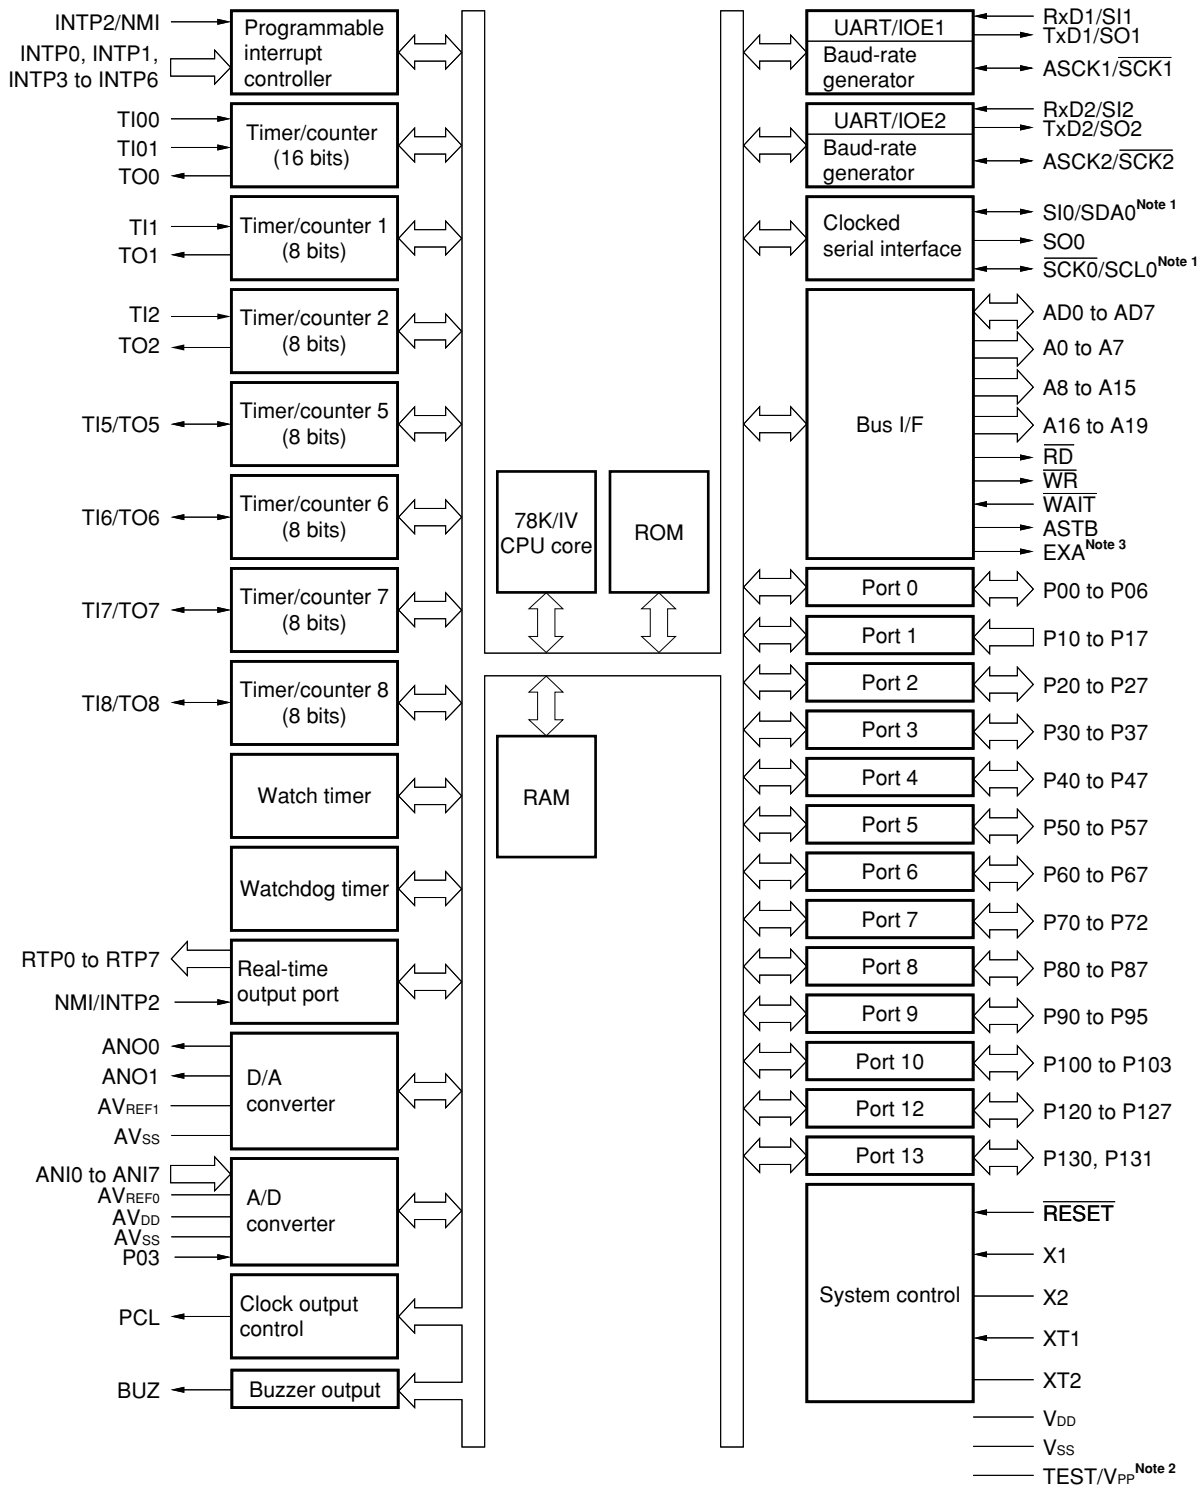 INTP2/NMI
INTP0, INTP1,
INTP3 to INTP6
Programmable
interrupt
controller
TI00
TI01
TO0
Timer/counter
(16 bits)
TI1
TO1
Timer/counter 1
(8 bits)
TI2
TO2
Timer/counter 2
(8 bits)
TI5/TO5
Timer/counter 5
(8 bits)
TI6/TO6
Timer/counter 6
(8 bits)
TI7/TO7
Timer/counter 7
(8 bits)
TI8/TO8
Timer/counter 8
(8 bits)
Watch timer
Watchdog timer
RTP0 to RTP7
NMI/INTP2
Real-time
output port
ANO0
ANO1
AVREF1
AVSS
D/A
converter
ANI0 to ANI7
AVREF0
AVDD
AVSS
P03
A/D
converter
PCL
Clock output
control
BUZ
Buzzer output
78K/IV
CPU core
ROM
RAM
UART/IOE1
Baud-rate
generator
RxD1/SI1
TxD1/SO1
ASCK1/SCK1
UART/IOE2
Baud-rate
generator
RxD2/SI2
TxD2/SO2
ASCK2/SCK2
Clocked
serial interface
SI0/SDA0Note 1
SO0
SCK0/SCL0Note 1
Bus I/F
AD0 to AD7
A0 to A7
A8 to A15
A16 to A19
RD
WR
WAIT
ASTB
EXANote 3
Port 0
P00 to P06
Port 1
P10 to P17
Port 2
P20 to P27
Port 3
P30 to P37
Port 4
P40 to P47
Port 5
P50 to P57
Port 6
P60 to P67
Port 7
P70 to P72
Port 8
P80 to P87
Port 9
P90 to P95
Port 10
P100 to P103
Port 12
P120 to P127
Port 13
P130, P131
System control
RESET
X1
X2
XT1
XT2
VDD
VSS
TEST/VPPNote 2